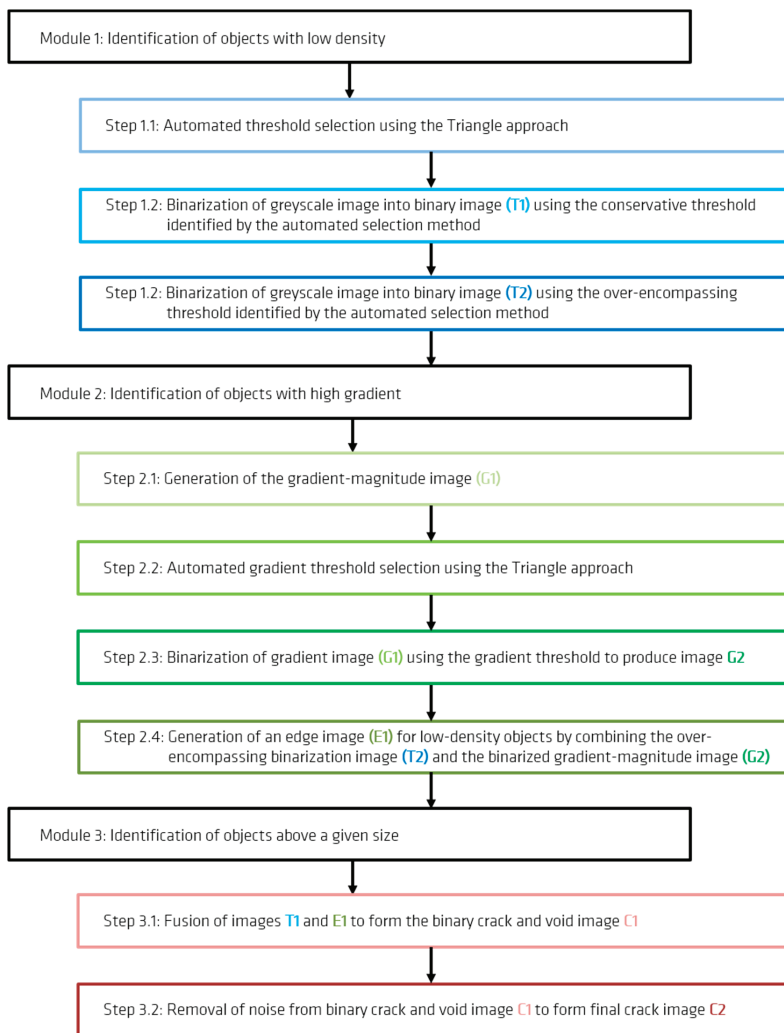 Module 1: Identification of objects with low density
Step 1.1: Automated threshold selection using the Triangle approach
Step 1.2: Binarization of greyscale image into binary image (T1) using the conservative threshold
identified by the automated selection method
Step 1.2: Binarization of greyscale image into binary image (T2) using the over-encompassing
threshold identified by the automated selection method
Module 2: Identification of objects with high gradient
Step 2.1: Generation of the gradient-magnitude image (G1)
Step 2.2: Automated gradient threshold selection using the Triangle approach
Step 2.3: Binarization of gradient image (G1) using the gradient threshold to produce image G2
Step 2.4: Generation of an edge image (E1) for low-density objects by combining the over-
encompassing binarization image (T2) and the binarized gradient-magnitude image (G2)
Module 3: Identification of objects above a given size
Step 3.1: Fusion of images T1 and E1 to form the binary crack and void image C1
Step 3.2: Removal of noise from binary crack and void image C1 to form final crack image C2